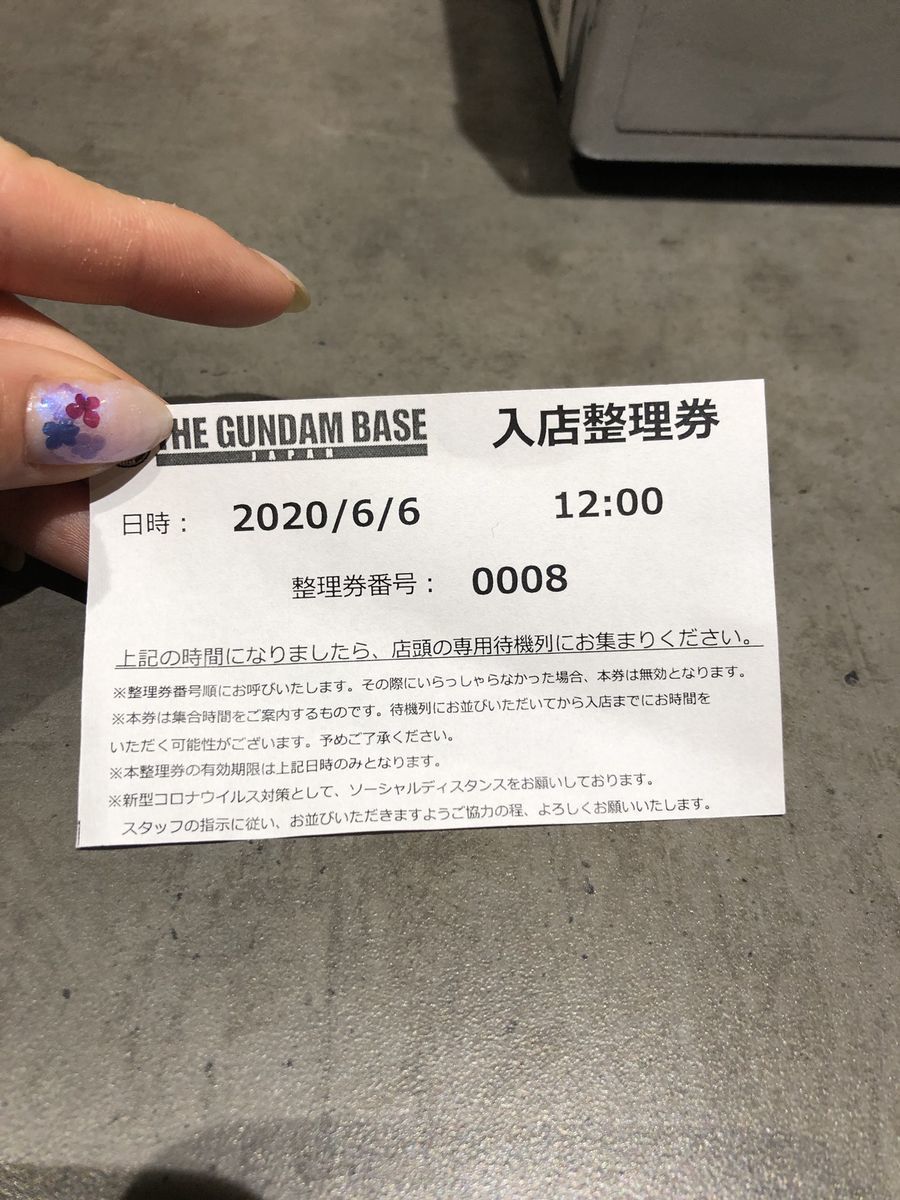 THE GUNDAM BASE
JAPAN
入店整理券
日時： 2020/6/6 12:00
整理券番号： 0008
上記の時間になりましたら、店頭の専用待機列にお集まりください。
※整理券番号順にお呼びいたします。その際にいらっしゃらなかった場合、本券は無効となります。
※本券は集合時間をご案内するものです。待機列にお並びいただいてから入店までにお時間を
いただく可能性がございます。予めご了承ください。
※本整理券の有効期限は上記日時のみとなります。
※新型コロナウイルス対策として、ソーシャルディスタンスをお願いしております。
スタッフの指示に従い、お並びいただきますようご協力の程、よろしくお願いいたします。